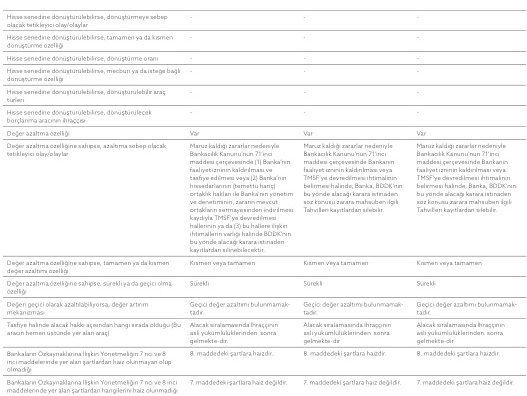 Hisse senedine dönüştürülebilirse, dönüştürmeye sebep - - -
olacak tetikleyici olay/olaylar
Hisse senedine dönüştürülebilirse, tamamen ya da kısmen - - -
dönüştürme özelliği
Hisse senedine dönüştürülebilirse, dönüştürme oranı - - -
Hisse senedine dönüştürülebilirse, mecburi ya da isteğe bağlı - - -
dönüştürme özelliği
Hisse senedine dönüştürülebilirse, dönüştürülebilir araç - - -
türleri
Hisse senedine dönüştürülebilirse, dönüştürülecek - - -
borçlanma aracının ihraççısı
Değer azaltma özelliği Var Var Var
Değer azaltma özelliğine sahipse, azaltıma sebep olacak
tetikleyici olay/olaylar
Maruz kaldığı zararlar nedeniyle
Bankacılık Kanunu'nun 71'inci
maddesi çerçevesinde (1) Banka'nın
faaliyet izninin kaldırılması ve
tasfiye edilmesi veya (2) Banka'nın
hissedarlarının (temettü hariç)
ortaklık hakları ile Banka'nın yönetim
ve denetiminin, zararın mevcut
ortakların sermayesinden indirilmesi
kaydıyla TMSF'ye devredilmesi
hallerinin ya da (3) bu hallere ilişkin
ihtimallerin varlığı halinde BDDK'nın
bu yönde alacağı karara istinaden
kayıtlardan silinebilecektir.
Maruz kaldığı zararlar nedeniyle
Bankacılık Kanunu'nun 71'inci
maddesi çerçevesinde Bankanın
faaliyet izninin kaldırılması veya
TMSF'ye devredilmesi ihtimalinin
belirmesi halinde; Banka, BDDK'nın
bu yönde alacağı karara istinaden
söz konusu zarara mahsuben ilgili
Tahvilleri kayıtlardan silebilir.
Maruz kaldığı zararlar nedeniyle
Bankacılık Kanunu'nun 71'inci
maddesi çerçevesinde Bankanın
faaliyet izninin kaldırılması veya
TMSF'ye devredilmesi ihtimalinin
belirmesi halinde; Banka, BDDK'nın
bu yönde alacağı karara istinaden
söz konusu zarara mahsuben ilgili
Tahvilleri kayıtlardan silebilir.
Değer azaltma özelliğine sahipse, tamamen ya da kısmen Kısmen veya tamamen Kısmen veya tamamen Kısmen veya tamamen
değer azaltımı özelliği
Değer azaltma özelliğine sahipse, sürekli ya da geçici olma Sürekli Sürekli Sürekli
özelliği
Değeri geçici olarak azaltılabiliyorsa, değer artırım
mekanizması
Geçici değer azaltımı bulunmamak-
tadır.
Geçici değer azaltımı bulunmamak-
tadır.
Geçici değer azaltımı bulunmamak-
tadır.
Tasfiye halinde alacak hakkı açısından hangi sırada olduğu (Bu
aracın hemen üstünde yer alan araç)
Alacak sıralamasında İhraççının
asli yükümlülüklerinden sonra
gelmekte-dir.
Alacak sıralamasında İhraççının
asli yükümlülüklerinden sonra
gelmekte-dir.
Alacak sıralamasında İhraççının
asli yükümlülüklerinden sonra
gelmekte-dir.
Bankaların Özkaynaklarına İlişkin Yönetmeliğin 7 nci ve 8 8. maddedeki şartlara haizdir. 8. maddedeki şartlara haizdir. 8. maddedeki şartlara haizdir.
inci maddelerinde yer alan şartlardan haiz olunmayan olup
olmadığı
Bankaların Özkaynaklarına İlişkin Yönetmeliğin 7 nci ve 8 inci 7. maddedeki şartlara haiz değildir. 7. maddedeki şartlara haiz değildir. 7. maddedeki şartlara haiz değildir.
maddelerinde yer alan şartlardan hangilerini haiz olunmadığı